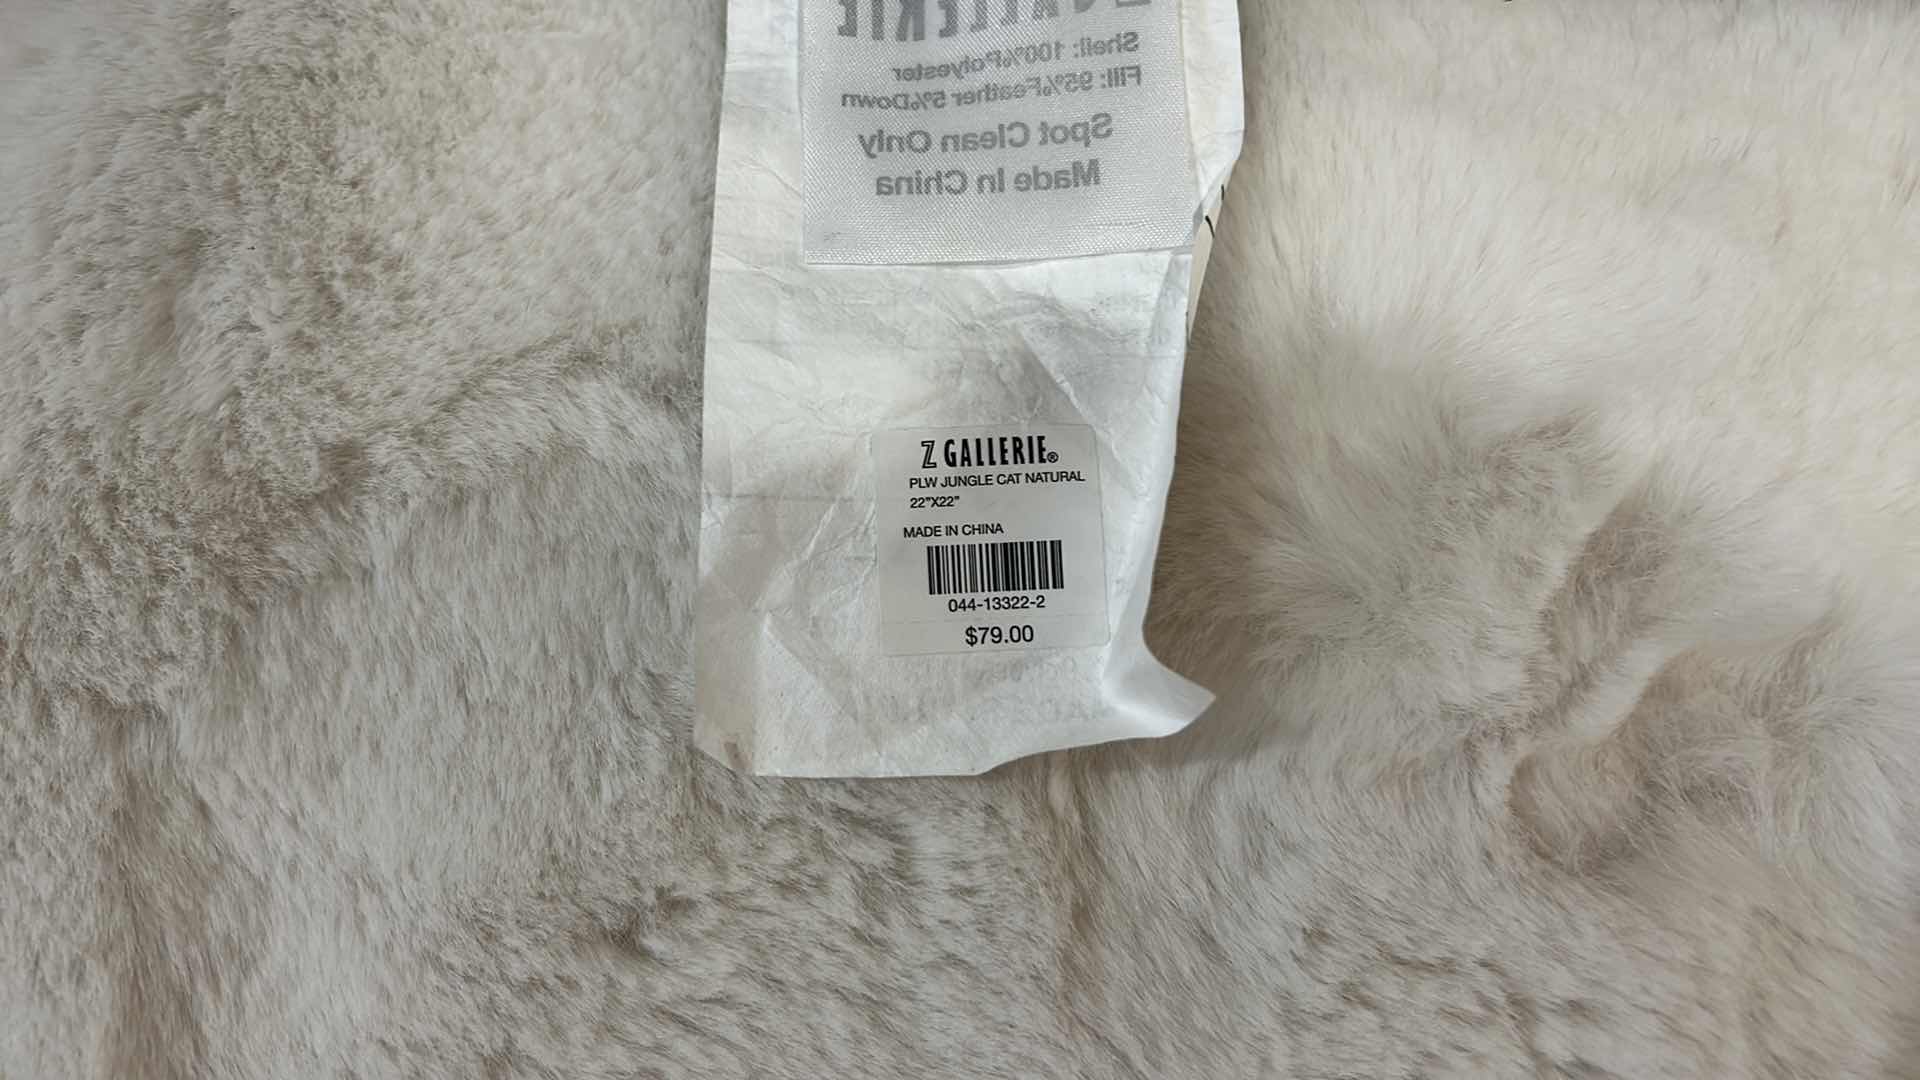 Z GALLERIE
Shell: 100%Polyester
Fill: 95%Feather 5%Down
Spot Clean Only
Made In China
Z GALLERIE®
PLW JUNGLE CAT NATURAL
22"X22"
MADE IN CHINA
044-13322-2
$79.00